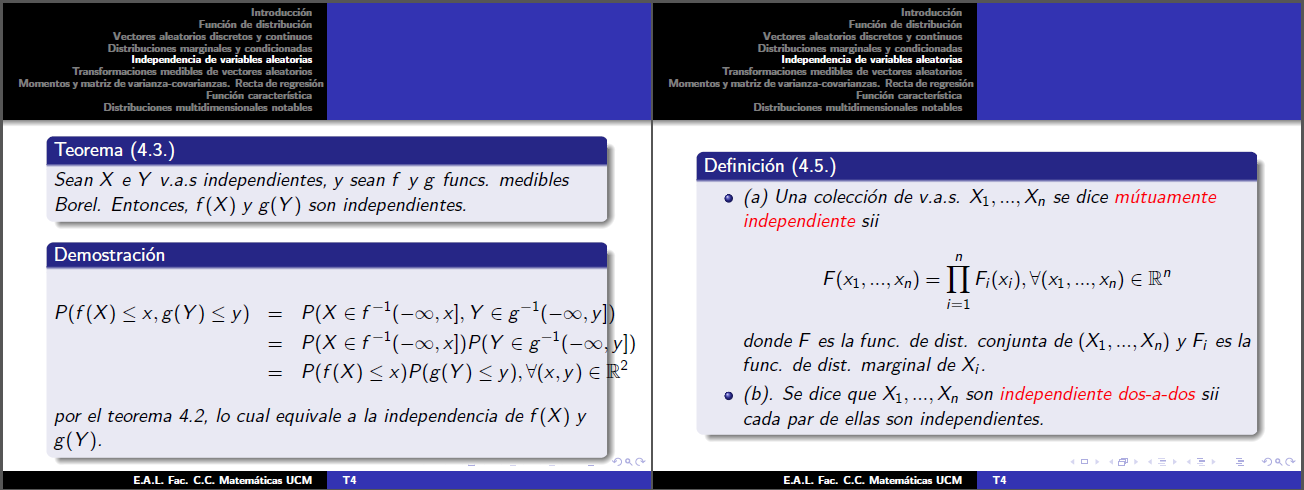 Introducción
Función de distribución
Vectores aleatorios discretos y continuos
Distribuciones marginales y condicionadas
Independencia de variables aleatorias
Transformaciones medibles de vectores aleatorios
Momentos y matriz de varianza-covarianzas. Recta de regresión
Función característica
Distribuciones multidimensionales notables
Teorema (4.3.)
Sean X e Y v.a.s independientes, y sean f y g funcs. medibles
Borel. Entonces, f(X) y g(Y) son independientes.
Demostración
P(f(X) ≤ x, g(Y) ≤ y) = P(X ∈ f⁻¹(−∞, x], Y ∈ g⁻¹(−∞, y])
= P(X ∈ f⁻¹(−∞, x])P(Y ∈ g⁻¹(−∞, y])
= P(f(X) ≤ x)P(g(Y) ≤ y), ∀(x, y) ∈ ℝ²
por el teorema 4.2, lo cual equivale a la independencia de f(X) y
g(Y).
E.A.L. Fac. C.C. Matemáticas UCM T4
Introducción
Función de distribución
Vectores aleatorios discretos y continuos
Distribuciones marginales y condicionadas
Independencia de variables aleatorias
Transformaciones medibles de vectores aleatorios
Momentos y matriz de varianza-covarianzas. Recta de regresión
Función característica
Distribuciones multidimensionales notables
Definición (4.5.)
(a) Una colección de v.a.s. X₁, ..., Xₙ se dice mútuamente
independiente sii
F(x₁, ..., xₙ) = ∏ⁿᵢ₌₁ Fᵢ(xᵢ), ∀(x₁, ..., xₙ) ∈ ℝⁿ
donde F es la func. de dist. conjunta de (X₁, ..., Xₙ) y Fᵢ es la
func. de dist. marginal de Xᵢ.
(b). Se dice que X₁, ..., Xₙ son independiente dos-a-dos sii
cada par de ellas son independientes.
E.A.L. Fac. C.C. Matemáticas UCM T4